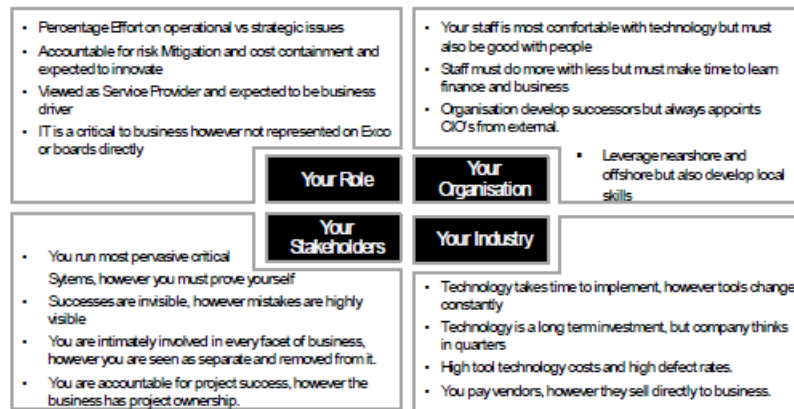 • Percentage Effort on operational vs strategic issues
• Accountable for risk Mitigation and cost containment and
expected to innovate
• Viewed as Service Provider and expected to be business
driver
• IT is a critical to business however not represented on Exco
or boards directly
• Your staff is most comfortable with technology but must
also be good with people
• Staff must do more with less but must make time to learn
finance and business
• Organisation develop successors but always appoints
CIO's from external.
▪ Leverage nearshore and
offshore but also develop local
skills
Your Role
Your
Organisation
Your
Stakeholders
Your Industry
• You run most pervasive critical
Sytems, however you must prove yourself
• Successes are invisible, however mistakes are highly
visible
• You are intimately involved in every facet of business,
however you are seen as separate and removed from it.
• You are accountable for project success, however the
business has project ownership.
• Technology takes time to implement, however tools change
constantly
• Technology is a long term investment, but company thinks
in quarters
• High tool technology costs and high defect rates.
• You pay vendors, however they sell directly to business.